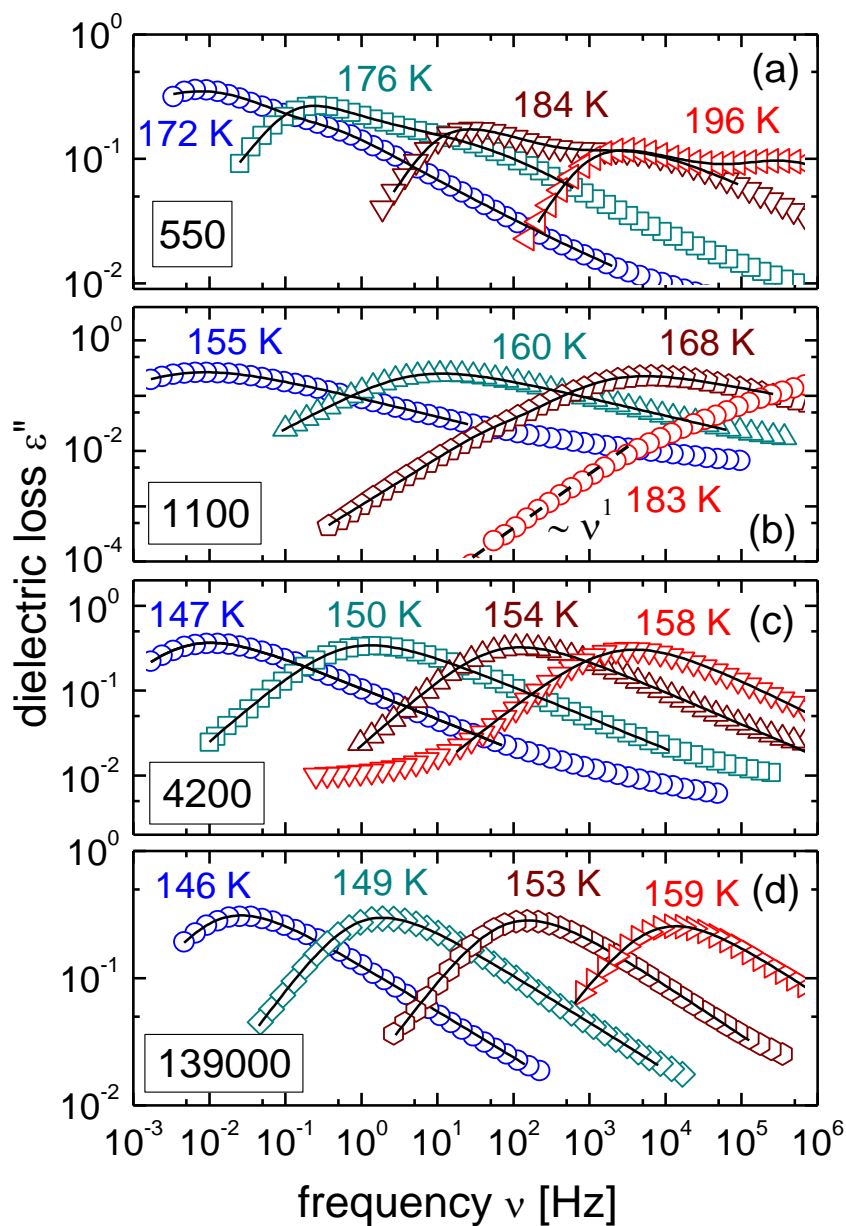 10^0
(a)
176 K
184 K
196 K
172 K
10^-1
550
10^-2
10^0
155 K
160 K
168 K
10^-2
1100
183 K
~ ν^1
(b)
10^-4
dielectric loss ε"
10^0
147 K
150 K
154 K
158 K
(c)
10^-1
10^-2
4200
10^0
146 K
149 K
153 K
159 K
(d)
10^-1
139000
10^-2
10^-3 10^-2 10^-1 10^0 10^1 10^2 10^3 10^4 10^5 10^6
frequency ν [Hz]